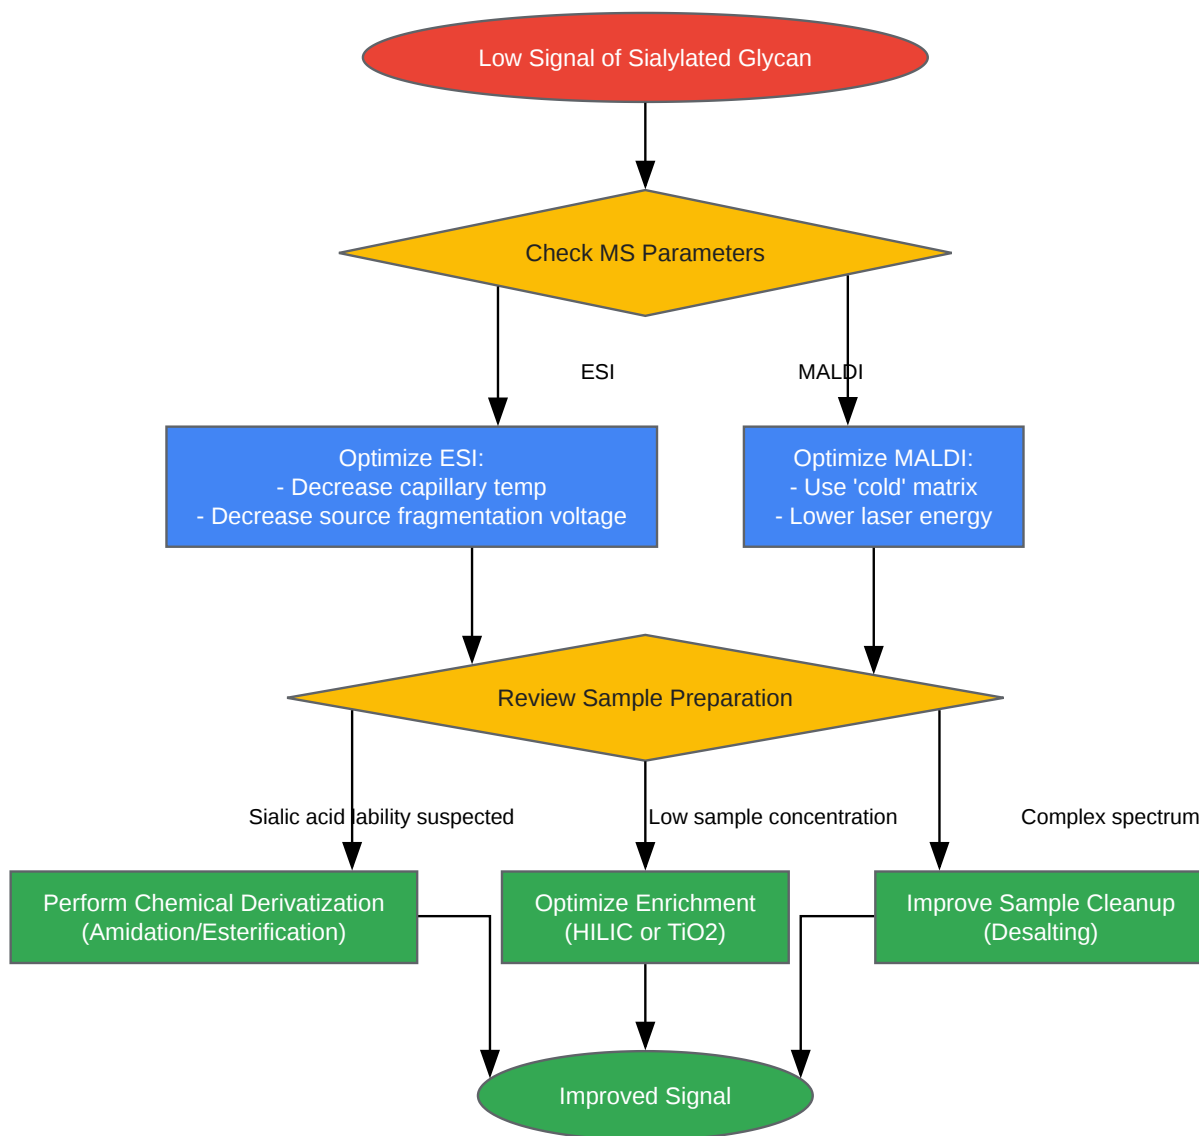 Low Signal of Sialylated Glycan
Check MS Parameters
ESI
MALDI
Optimize ESI:
- Decrease capillary temp
- Decrease source fragmentation voltage
Optimize MALDI:
- Use 'cold' matrix
- Lower laser energy
Review Sample Preparation
Sialic acid lability suspected
Low sample concentration
Complex spectrum
Perform Chemical Derivatization
(Amidation/Esterification)
Optimize Enrichment
(HILIC or TiO2)
Improve Sample Cleanup
(Desalting)
Improved Signal